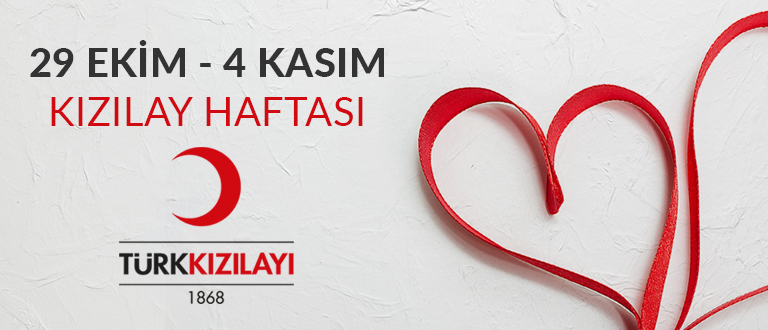 29 EKİM - 4 KASIM
KIZILAY HAFTASI
TÜRKKIZILAYI
1868